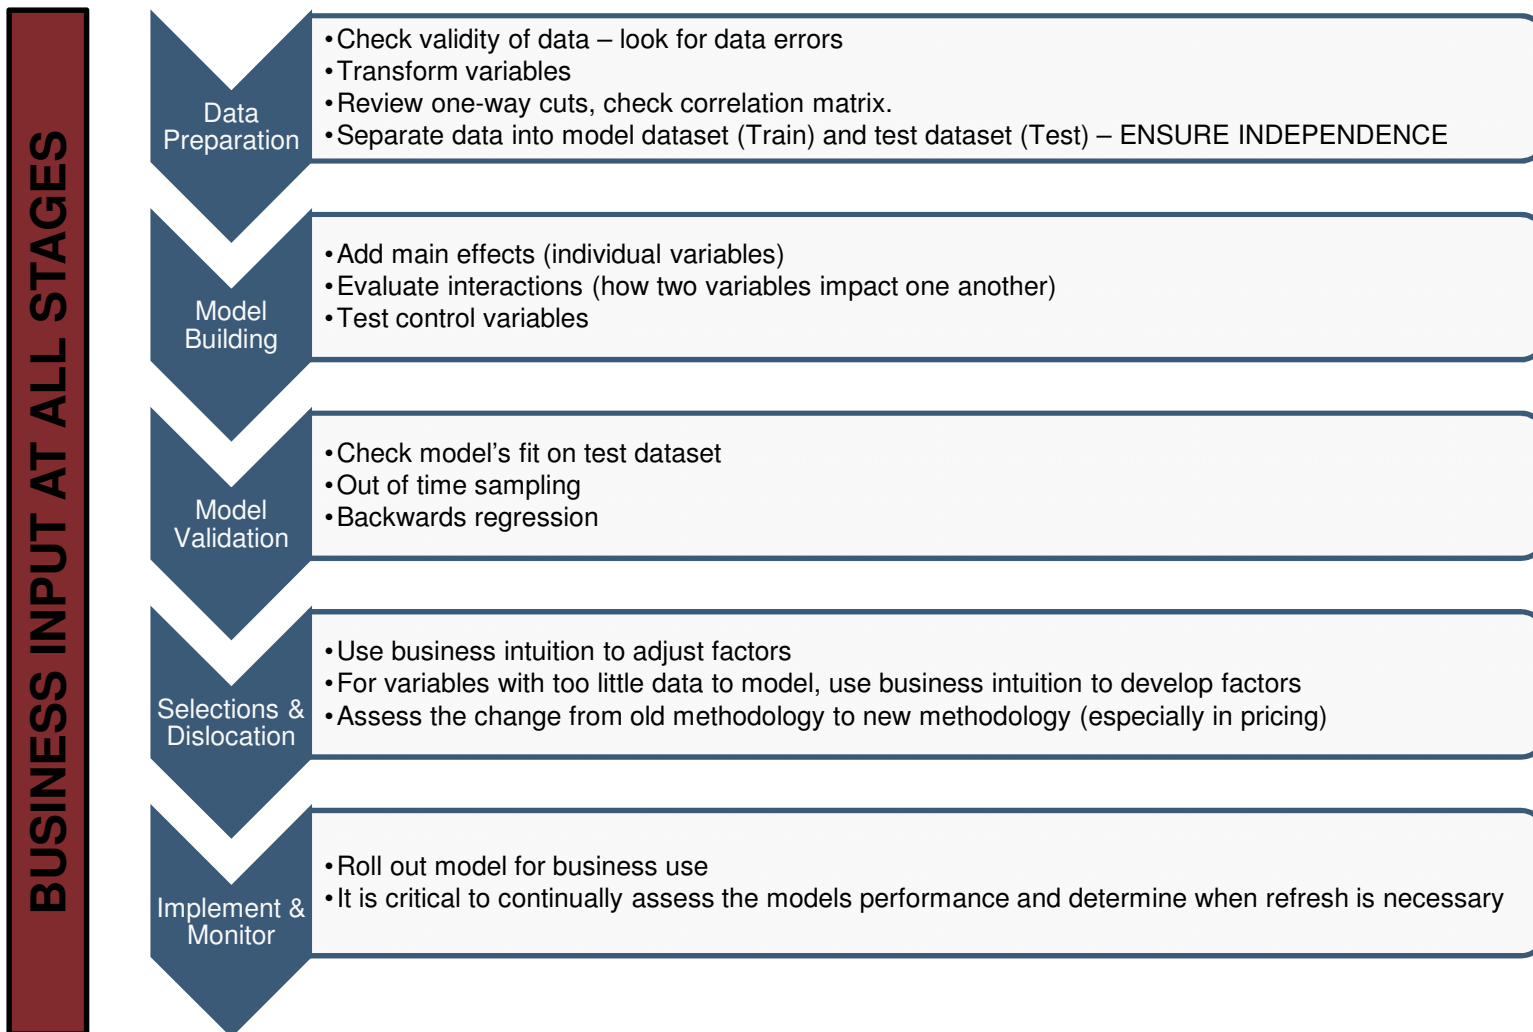 BUSINESS INPUT AT ALL STAGES
Data
Preparation
•Check validity of data – look for data errors
•Transform variables
•Review one-way cuts, check correlation matrix.
•Separate data into model dataset (Train) and test dataset (Test) – ENSURE INDEPENDENCE
Model
Building
•Add main effects (individual variables)
•Evaluate interactions (how two variables impact one another)
•Test control variables
Model
Validation
•Check model’s fit on test dataset
•Out of time sampling
•Backwards regression
Selections &
Dislocation
•Use business intuition to adjust factors
•For variables with too little data to model, use business intuition to develop factors
•Assess the change from old methodology to new methodology (especially in pricing)
Implement &
Monitor
•Roll out model for business use
•It is critical to continually assess the models performance and determine when refresh is necessary